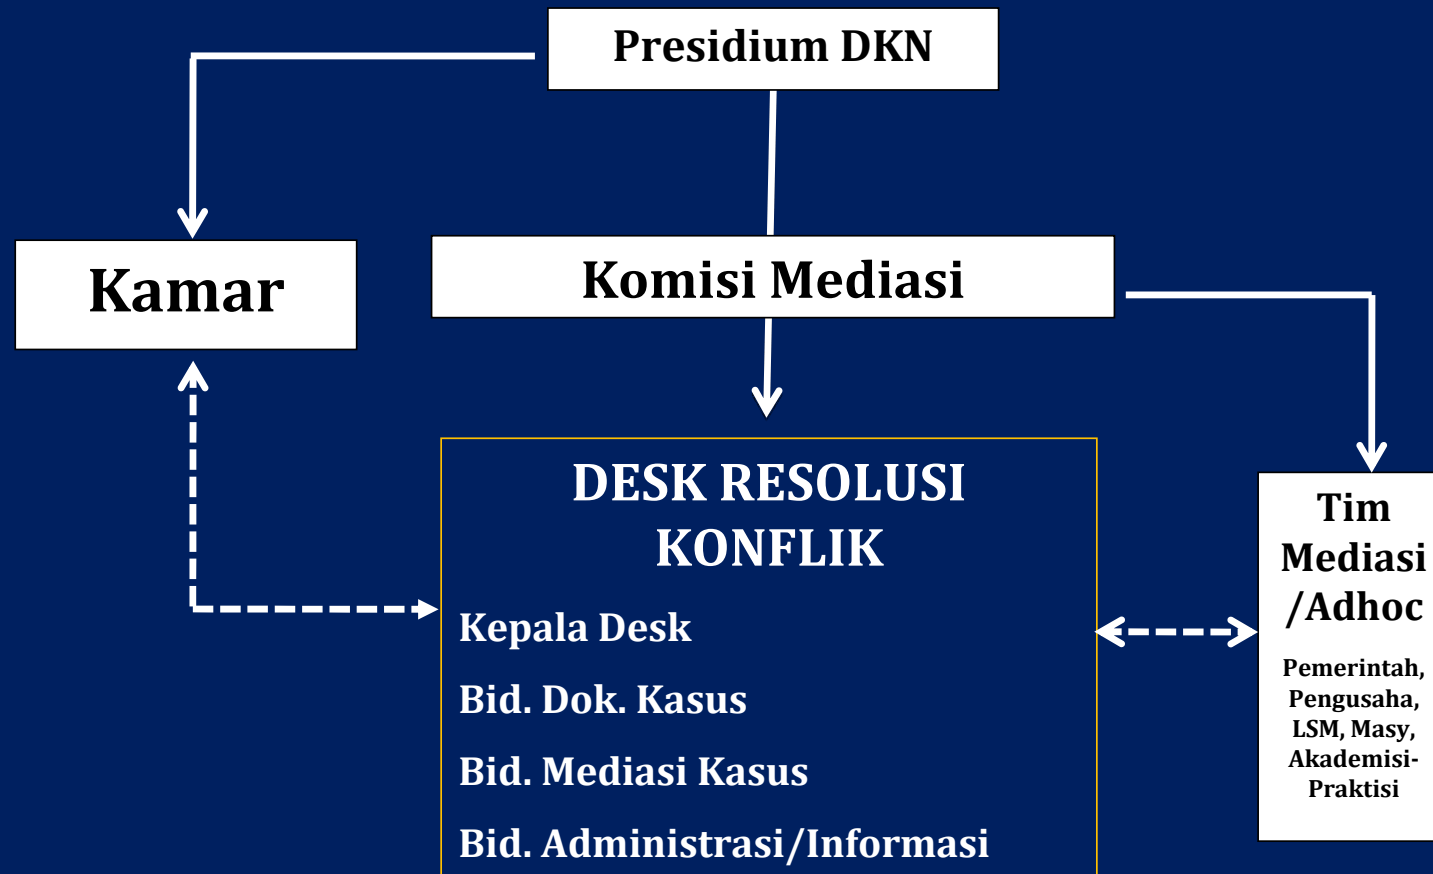 Presidium DKN
Kamar
Komisi Mediasi
DESK RESOLUSI
KONFLIK
Kepala Desk
Bid. Dok. Kasus
Bid. Mediasi Kasus
Bid. Administrasi/Informasi
Tim
Mediasi
/Adhoc
Pemerintah,
Pengusaha,
LSM, Masy,
Akademisi-
Praktisi